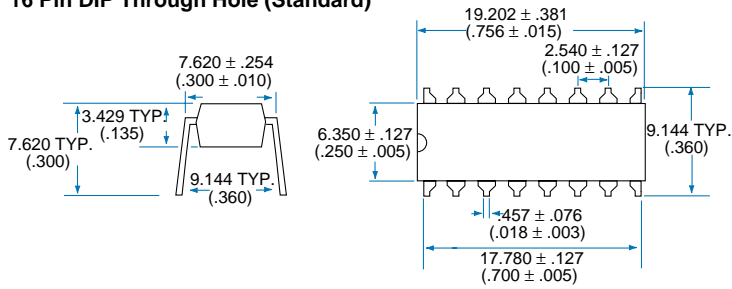 16 Pin DIP Through Hole (Standard)
19.202 ± .381
(.756 ± .015)
7.620 ± .254
(.300 ± .010)
2.540 ± .127
(.100 ± .005)
3.429 TYP.
(.135)
7.620 TYP.
(.300)
9.144 TYP.
(.360)
6.350 ± .127
(.250 ± .005)
9.144 TYP.
(.360)
.457 ± .076
(.018 ± .003)
17.780 ± .127
(.700 ± .005)